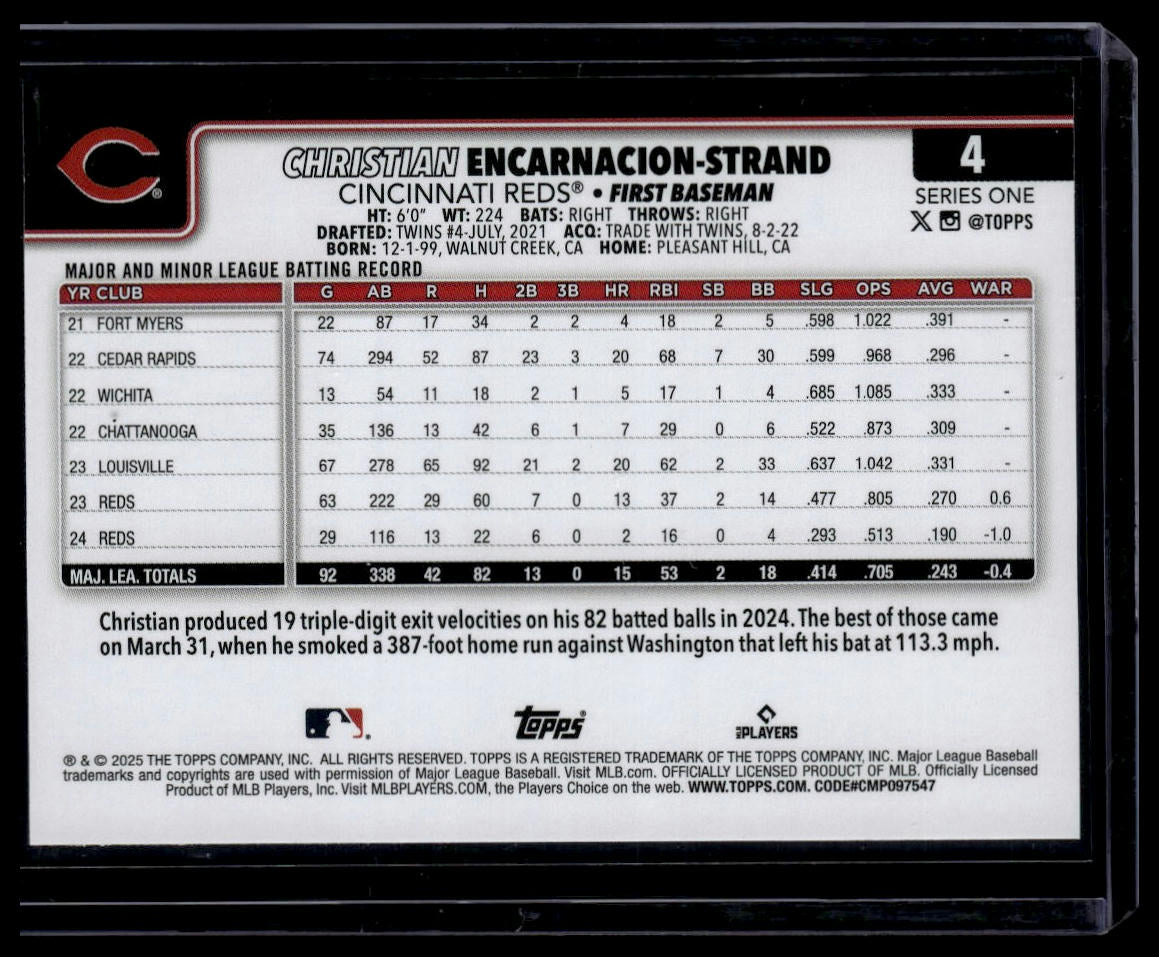 4
CHRISTIAN ENCARNACION-STRAND
CINCINNATI REDS® • FIRST BASEMAN
SERIES ONE
@TOPPS
HT: 6'0" WT: 224 BATS: RIGHT THROWS: RIGHT
DRAFTED: TWINS #4-JULY, 2021 ACQ: TRADE WITH TWINS, 8-2-22
BORN: 12-1-99, WALNUT CREEK, CA HOME: PLEASANT HILL, CA
MAJOR AND MINOR LEAGUE BATTING RECORD
YR CLUB G AB R H 2B 3B HR RBI SB BB SLG OPS AVG WAR
21 FORT MYERS 22 87 17 34 2 2 4 18 2 5 .598 1.022 .391 -
22 CEDAR RAPIDS 74 294 52 87 23 3 20 68 7 30 .599 .968 .296 -
22 WICHITA 13 54 11 18 2 1 5 17 1 4 .685 1.085 .333 -
22 CHATTANOOGA 35 136 13 42 6 1 7 29 0 6 .522 .873 .309 -
23 LOUISVILLE 67 278 65 92 21 2 20 62 2 33 .637 1.042 .331 -
23 REDS 63 222 29 60 7 0 13 37 2 14 .477 .805 .270 0.6
24 REDS 29 116 13 22 6 0 2 16 0 4 .293 .513 .190 -1.0
MAJ. LEA. TOTALS 92 338 42 82 13 0 15 53 2 18 .414 .705 .243 -0.4
Christian produced 19 triple-digit exit velocities on his 82 batted balls in 2024. The best of those came
on March 31, when he smoked a 387-foot home run against Washington that left his bat at 113.3 mph.
topps®
MLB PLAYERS
® & © 2025 THE TOPPS COMPANY, INC. ALL RIGHTS RESERVED. TOPPS IS A REGISTERED TRADEMARK OF THE TOPPS COMPANY, INC. Major League Baseball
trademarks and copyrights are used with permission of Major League Baseball. Visit MLB.com. OFFICIALLY LICENSED PRODUCT OF MLB. Officially Licensed
Product of MLB Players, Inc. Visit MLBPLAYERS.COM, the Players Choice on the web. WWW.TOPPS.COM. CODE#CMP097547